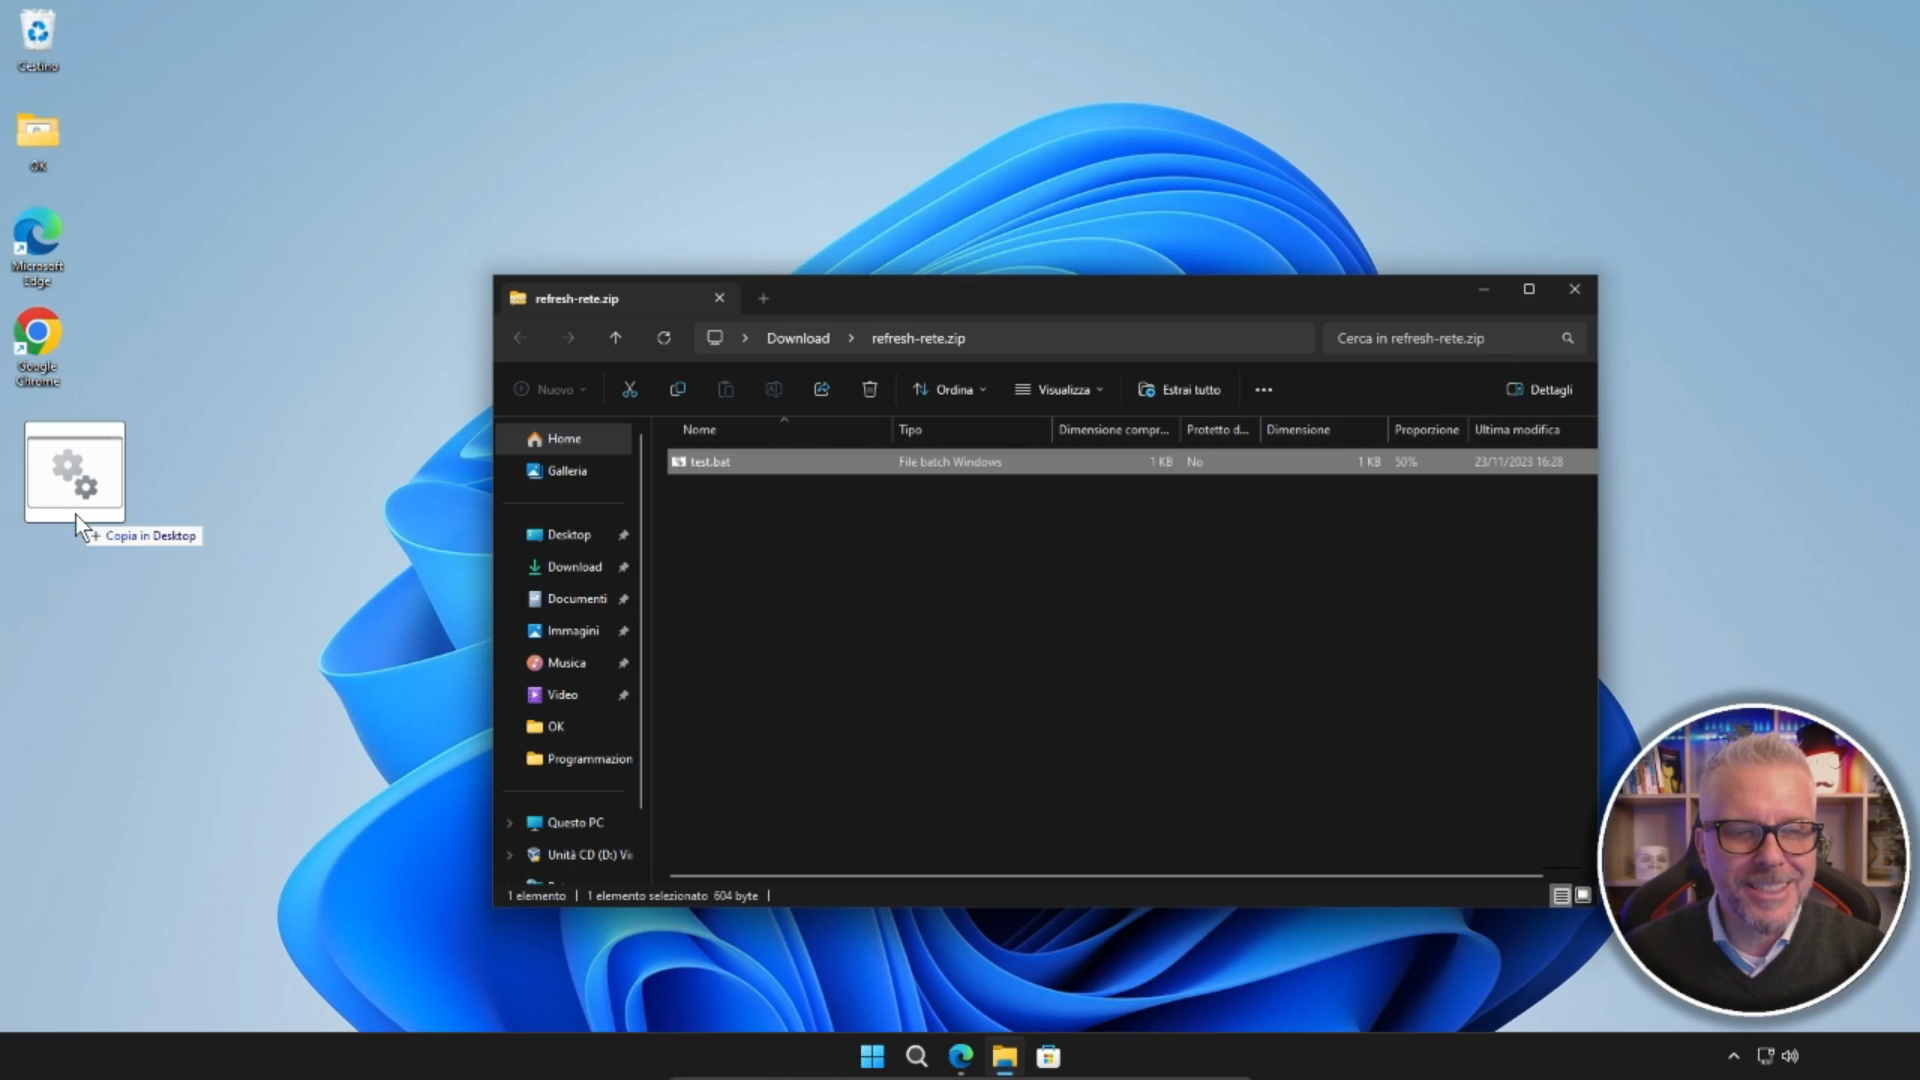 Cestino
OK
Microsoft
Edge
Google
Chrome
+ Copia in Desktop
refresh-rete.zip
Download
refresh-rete.zip
Cerca in refresh-rete.zip
Nuovo
Ordina
Visualizza
Estrai tutto
Dettagli
Nome
Tipo
Dimensione compr...
Protetto d...
Dimensione
Proporzione
Ultima modifica
test.bat
File batch Windows
1 KB
No
1 KB
50%
23/11/2023 16:28
Home
Galleria
Desktop
Download
Documenti
Immagini
Musica
Video
OK
Programmazion
Questo PC
Unità CD (D:) Vi
1 elemento
1 elemento selezionato 604 byte